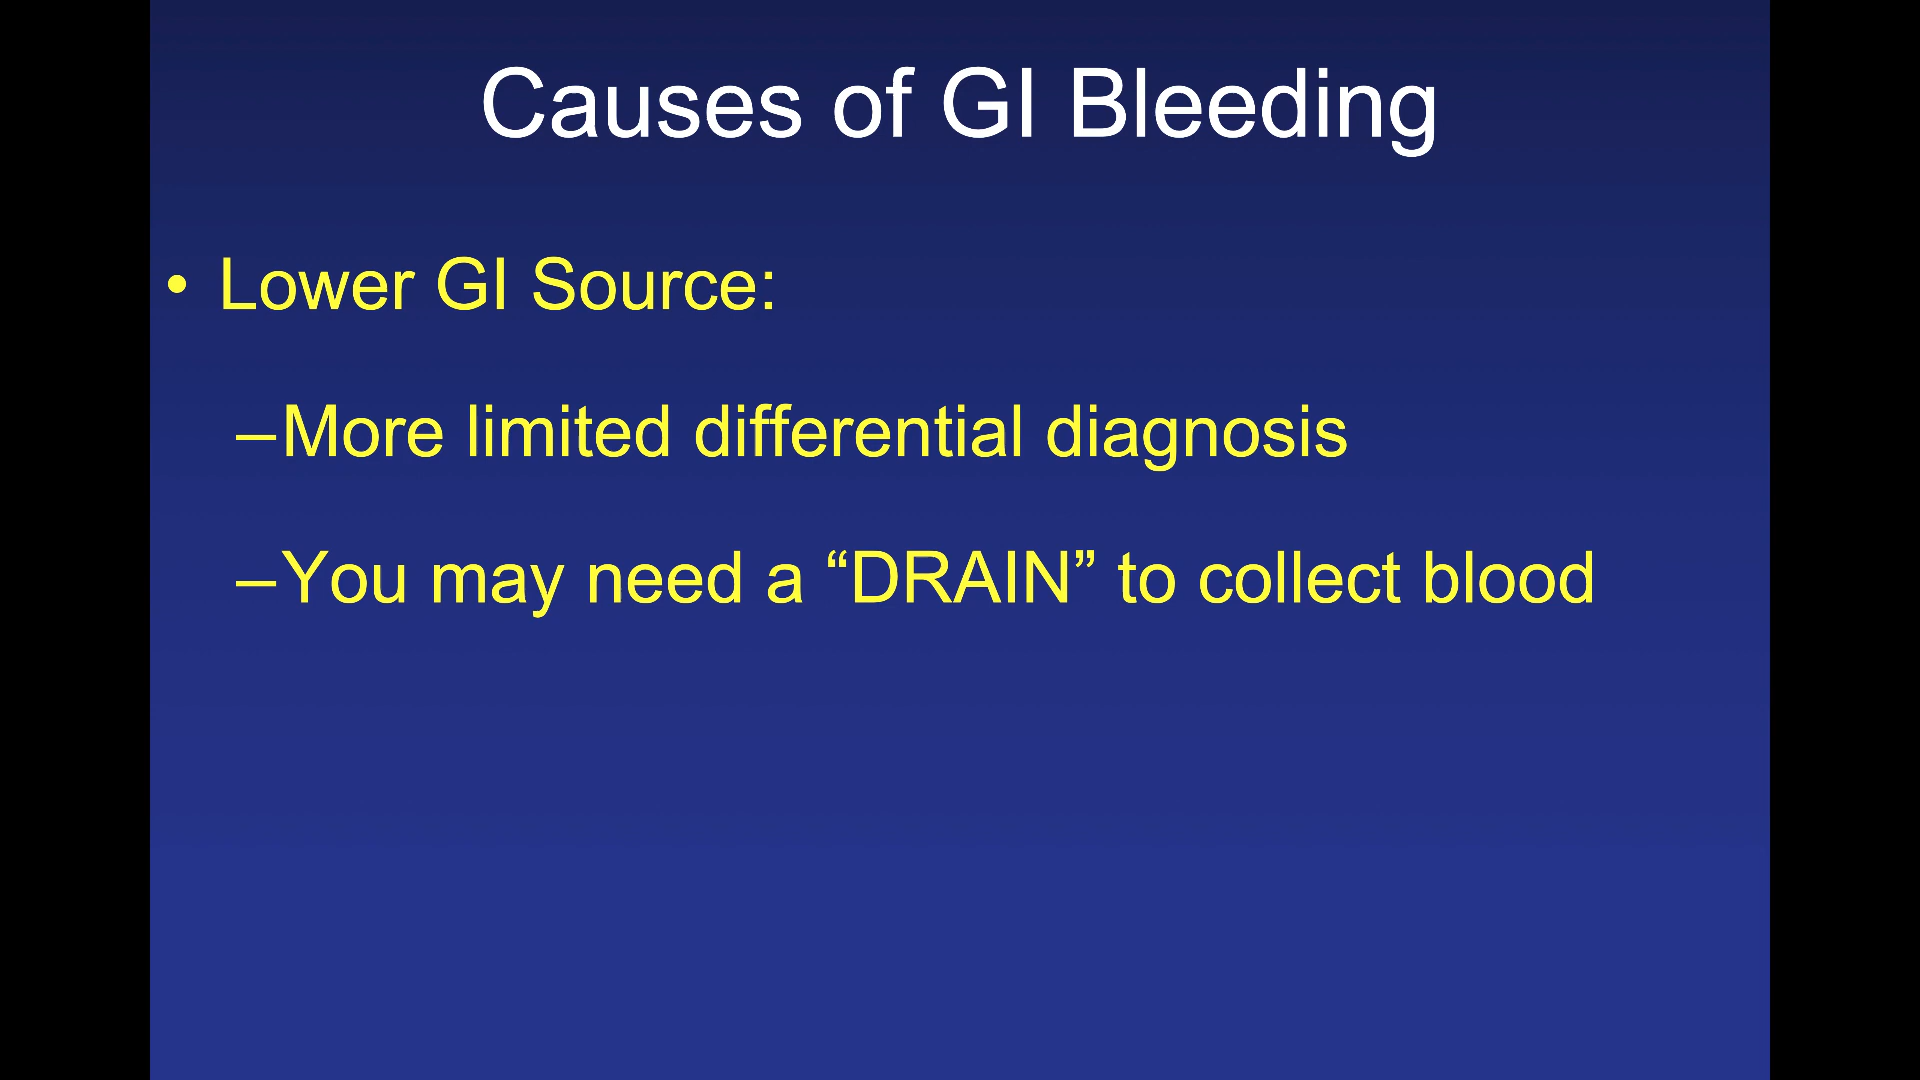 Causes of GI Bleeding
• Lower GI Source:
–More limited differential diagnosis
–You may need a “DRAIN” to collect blood